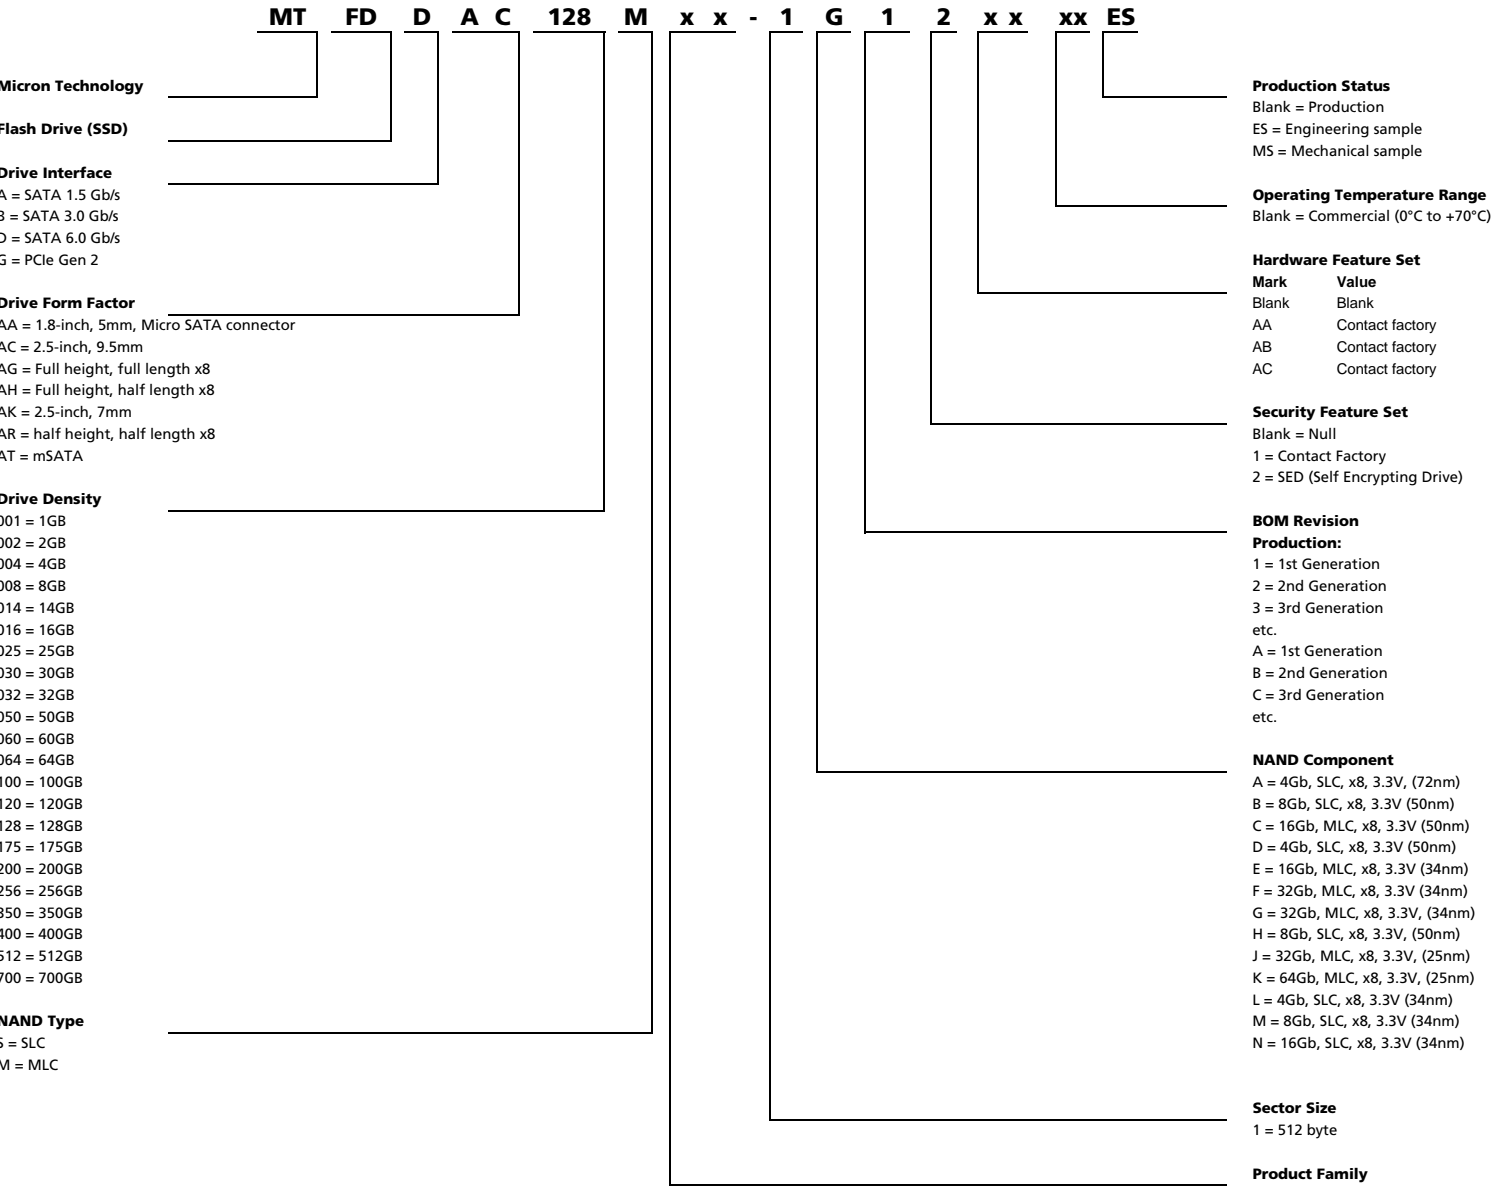 MT FD D A C 128 M x x - 1 G 1 2 x x xx ES
Micron Technology
Flash Drive (SSD)
Drive Interface
A = SATA 1.5 Gb/s
B = SATA 3.0 Gb/s
D = SATA 6.0 Gb/s
G = PCIe Gen 2
Drive Form Factor
AA = 1.8-inch, 5mm, Micro SATA connector
AC = 2.5-inch, 9.5mm
AG = Full height, full length x8
AH = Full height, half length x8
AK = 2.5-inch, 7mm
AR = half height, half length x8
AT = mSATA
Drive Density
001 = 1GB
002 = 2GB
004 = 4GB
008 = 8GB
014 = 14GB
016 = 16GB
025 = 25GB
030 = 30GB
032 = 32GB
050 = 50GB
060 = 60GB
064 = 64GB
100 = 100GB
120 = 120GB
128 = 128GB
175 = 175GB
200 = 200GB
256 = 256GB
350 = 350GB
400 = 400GB
512 = 512GB
700 = 700GB
NAND Type
S = SLC
M = MLC
Production Status
Blank = Production
ES = Engineering sample
MS = Mechanical sample
Operating Temperature Range
Blank = Commercial (0°C to +70°C)
Hardware Feature Set
Mark Value
Blank Blank
AA Contact factory
AB Contact factory
AC Contact factory
Security Feature Set
Blank = Null
1 = Contact Factory
2 = SED (Self Encrypting Drive)
BOM Revision
Production:
1 = 1st Generation
2 = 2nd Generation
3 = 3rd Generation
etc.
A = 1st Generation
B = 2nd Generation
C = 3rd Generation
etc.
NAND Component
A = 4Gb, SLC, x8, 3.3V, (72nm)
B = 8Gb, SLC, x8, 3.3V (50nm)
C = 16Gb, MLC, x8, 3.3V (50nm)
D = 4Gb, SLC, x8, 3.3V (50nm)
E = 16Gb, MLC, x8, 3.3V (34nm)
F = 32Gb, MLC, x8, 3.3V (34nm)
G = 32Gb, MLC, x8, 3.3V, (34nm)
H = 8Gb, SLC, x8, 3.3V, (50nm)
J = 32Gb, MLC, x8, 3.3V, (25nm)
K = 64Gb, MLC, x8, 3.3V, (25nm)
L = 4Gb, SLC, x8, 3.3V (34nm)
M = 8Gb, SLC, x8, 3.3V (34nm)
N = 16Gb, SLC, x8, 3.3V (34nm)
Sector Size
1 = 512 byte
Product Family